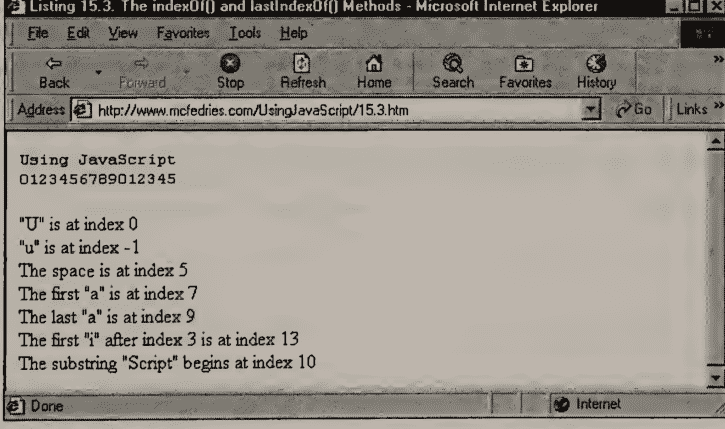 Listing 15.3. The indexOf() and lastIndexOf() Methods - Microsoft Internet Explorer
File Edit View Favorites Tools Help
Back Forward Stop Refresh Home Search Favorites History »
Address http://www.mcfedries.com/UsingJavaScript/15.3.htm Go Links »
Using JavaScript
0123456789012345
"U" is at index 0
"u" is at index -1
The space is at index 5
The first "a" is at index 7
The last "a" is at index 9
The first "i" after index 3 is at index 13
The substring "Script" begins at index 10
Done Internet